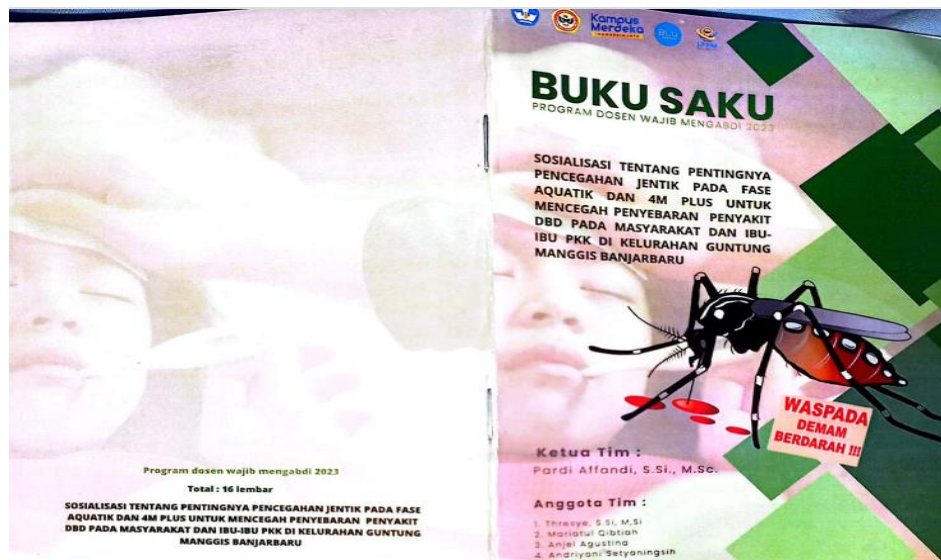 Program dosen wajib mengabdi 2023
Total : 16 lembar
SOSIALISASI TENTANG PENTINGNYA PENCEGAHAN JENTIK PADA FASE
AQUATIK DAN 4M PLUS UNTUK MENCEGAH PENYEBARAN PENYAKIT
DBD PADA MASYARAKAT DAN IBU-IBU PKK DI KELURAHAN GUNTUNG
MANGGIS BANJARBARU
Kampus
Merdeka
BLU
LPPM
BUKU SAKU
PROGRAM DOSEN WAJIB MENGABDI 2023
SOSIALISASI TENTANG PENTINGNYA
PENCEGAHAN JENTIK PADA FASE
AQUATIK DAN 4M PLUS UNTUK
MENCEGAH PENYEBARAN PENYAKIT
DBD PADA MASYARAKAT DAN IBU-
IBU PKK DI KELURAHAN GUNTUNG
MANGGIS BANJARBARU
WASPADA
DEMAM
BERDARAH !!!
Ketua Tim :
Pardi Affandi, S.Si., M.Sc.
Anggota Tim :
1. Thresye, S.Si, M,Si
2. Mariatul Qibtiah
3. Anjel Agustina
4. Andriyani Setyaningsih